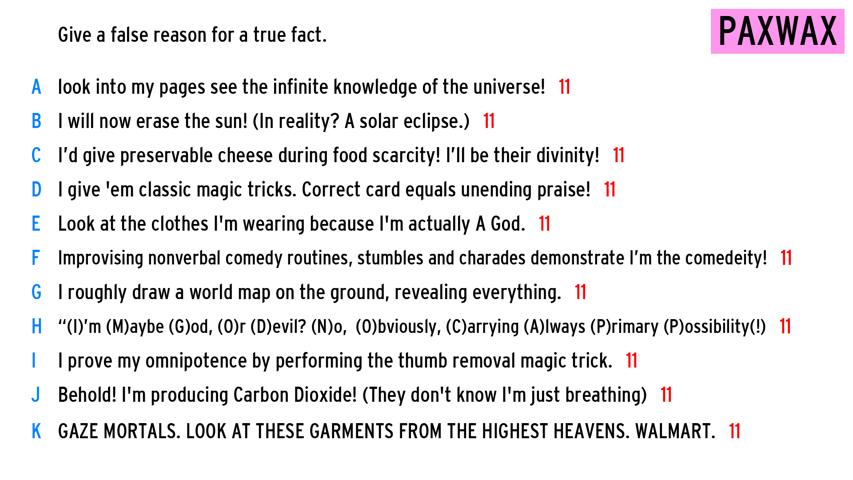 Give a false reason for a true fact.
PAXWAX
A look into my pages see the infinite knowledge of the universe! 11
B I will now erase the sun! (In reality? A solar eclipse.) 11
C I’d give preservable cheese during food scarcity! I’ll be their divinity! 11
D I give 'em classic magic tricks. Correct card equals unending praise! 11
E Look at the clothes I'm wearing because I'm actually A God. 11
F Improvising nonverbal comedy routines, stumbles and charades demonstrate I’m the comedeity! 11
G I roughly draw a world map on the ground, revealing everything. 11
H “(I)’m (M)aybe (G)od, (O)r (D)evil? (N)o, (O)bviously, (C)arrying (A)lways (P)rimary (P)ossibility(!) 11
I I prove my omnipotence by performing the thumb removal magic trick. 11
J Behold! I'm producing Carbon Dioxide! (They don't know I'm just breathing) 11
K GAZE MORTALS. LOOK AT THESE GARMENTS FROM THE HIGHEST HEAVENS. WALMART. 11